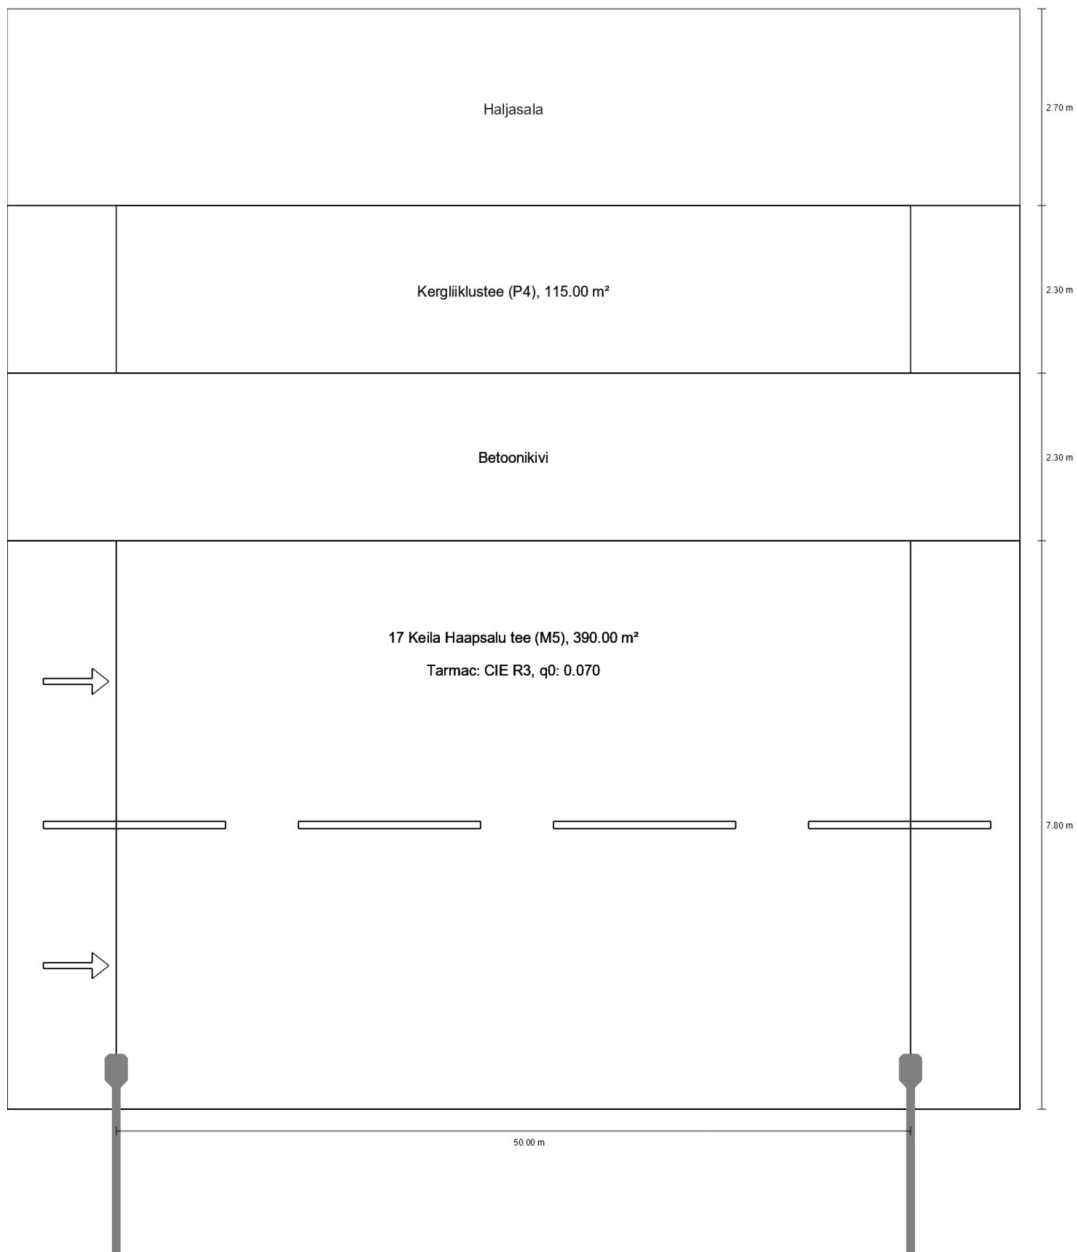 Haljasala
2.70 m
Kergliiklustee (P4), 115.00 m²
2.30 m
Betoonikivi
2.30 m
17 Keila Haapsalu tee (M5), 390.00 m²
Tarmac: CIE R3, q0: 0.070
7.80 m
50.00 m